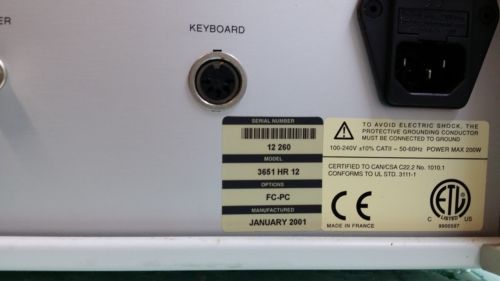 ER
KEYBOARD
SERIAL NUMBER
12 260
MODEL
3651 HR 12
OPTIONS
FC-PC
MANUFACTURED
JANUARY 2001
TO AVOID ELECTRIC SHOCK, THE
PROTECTIVE GROUNDING CONDUCTOR
MUST BE CONNECTED TO GROUND
100-240V ±10% CATII ~ 50-60Hz POWER MAX 200W
CERTIFIED TO CAN/CSA C22.2 No. 1010.1
CONFORMS TO UL STD. 3111-1
CE
MADE IN FRANCE
ETL
LISTED
C US
9900597